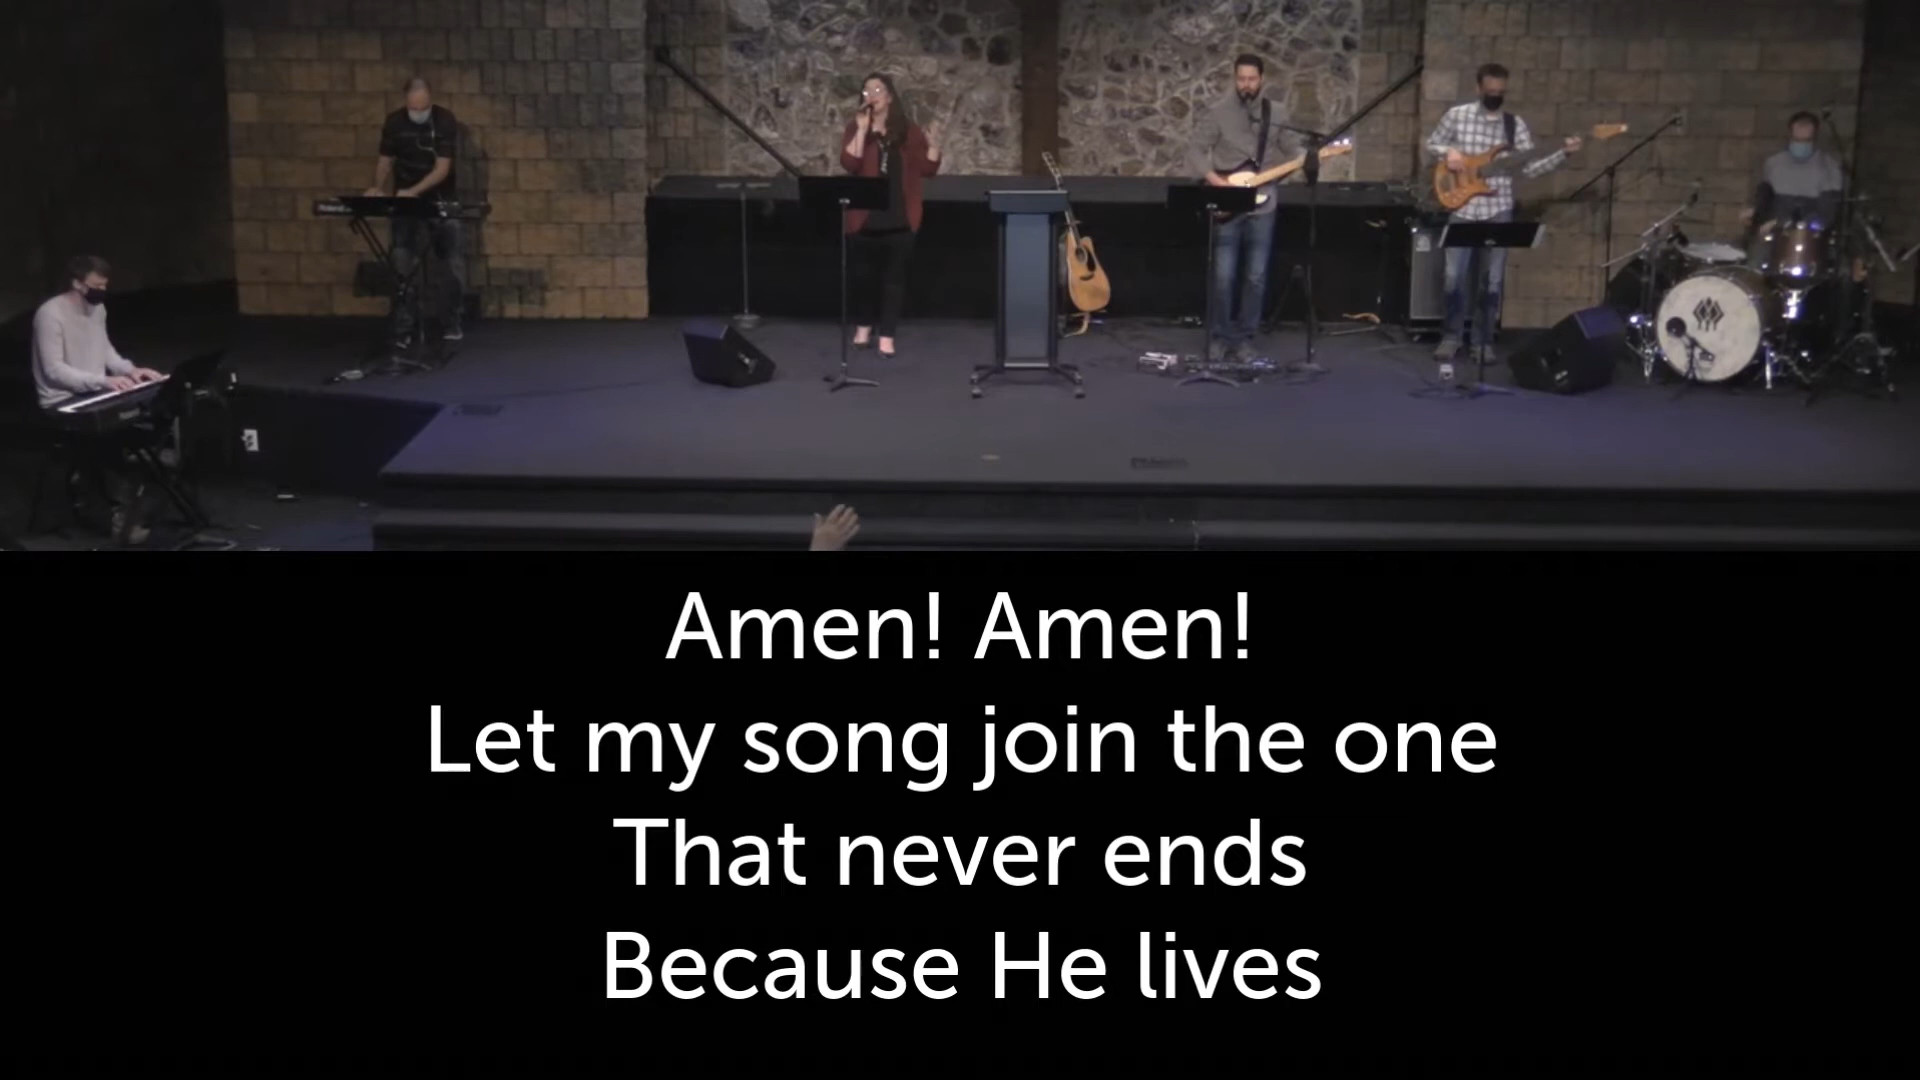 Amen! Amen!
Let my song join the one
That never ends
Because He lives